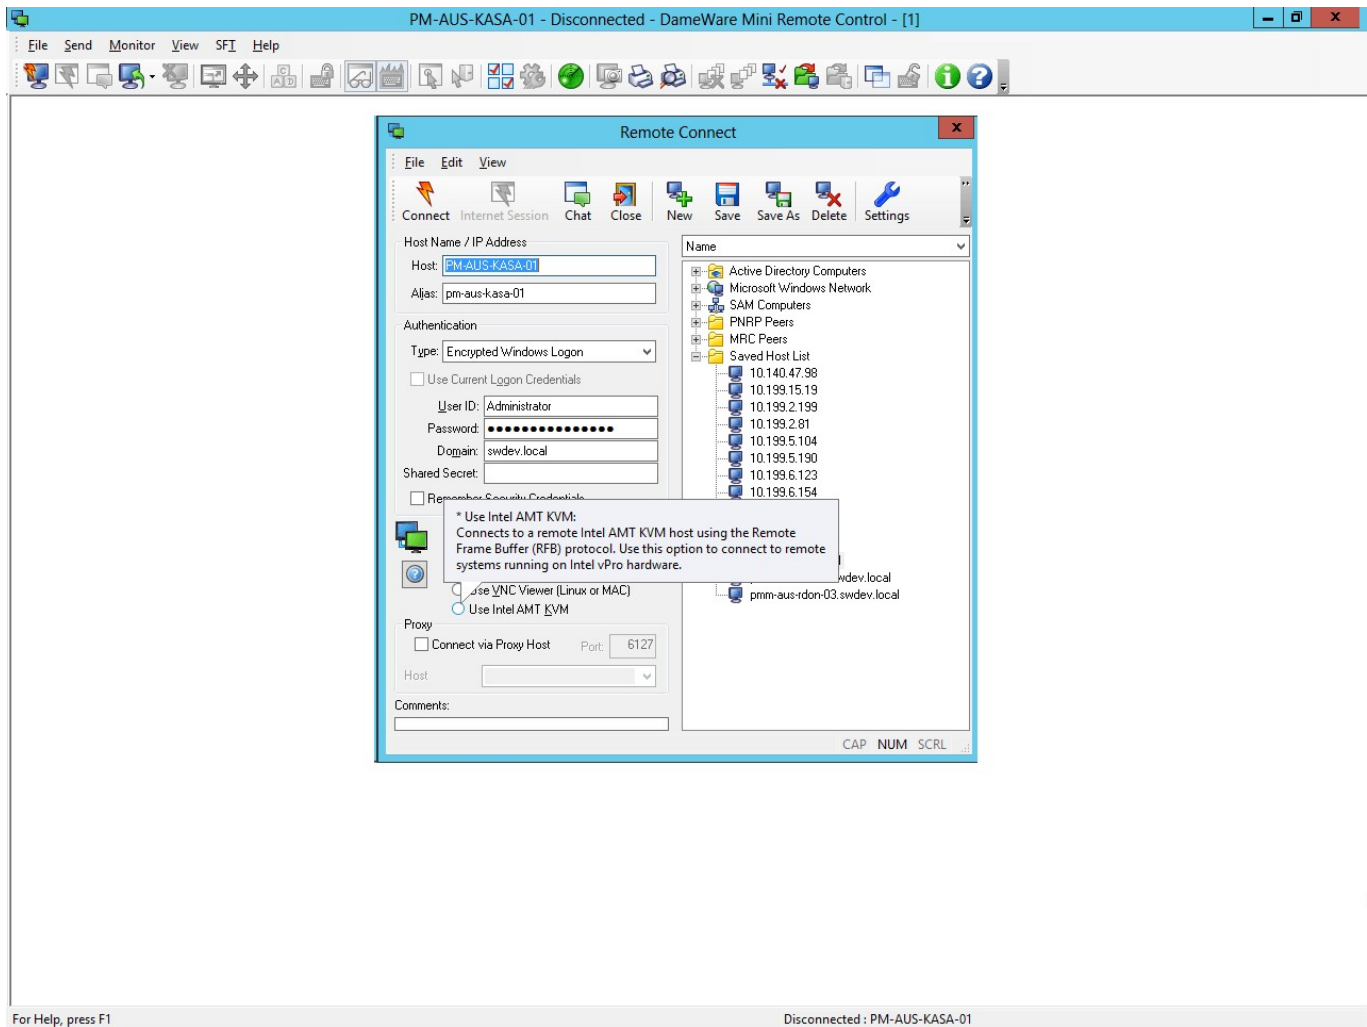 PM-AUS-KASA-01 - Disconnected - DameWare Mini Remote Control - [1]
File Send Monitor View SFT Help
Remote Connect
File Edit View
Connect Internet Session Chat Close New Save Save As Delete Settings
Host Name / IP Address
Host: PM-AUS-KASA-01
Alias: pm-aus-kasa-01
Authentication
Type: Encrypted Windows Logon
Use Current Logon Credentials
User ID: Administrator
Password:
Domain: swdev.local
Shared Secret:
Remember Security Credentials
* Use Intel AMT KVM:
Connects to a remote Intel AMT KVM host using the Remote
Frame Buffer (RFB) protocol. Use this option to connect to remote
systems running on Intel vPro hardware.
Use VNC Viewer (Linux or MAC)
Use Intel AMT KVM
Proxy
Connect via Proxy Host Port: 6127
Host
Comments:
Name
Active Directory Computers
Microsoft Windows Network
SAM Computers
PNRP Peers
MRC Peers
Saved Host List
10.140.47.98
10.199.15.19
10.199.2.199
10.199.2.81
10.199.5.104
10.199.5.190
10.199.6.123
10.199.6.154
wdev.local
pmm-aus-rdon-03.swdev.local
CAP NUM SCRL
For Help, press F1
Disconnected : PM-AUS-KASA-01